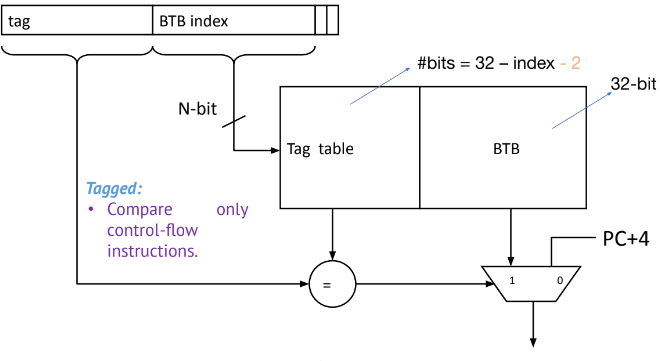 tag
BTB index
#bits = 32 – index - 2
32-bit
N-bit
Tag table
BTB
Tagged:
• Compare only
control-flow
instructions.
PC+4
=
1
0